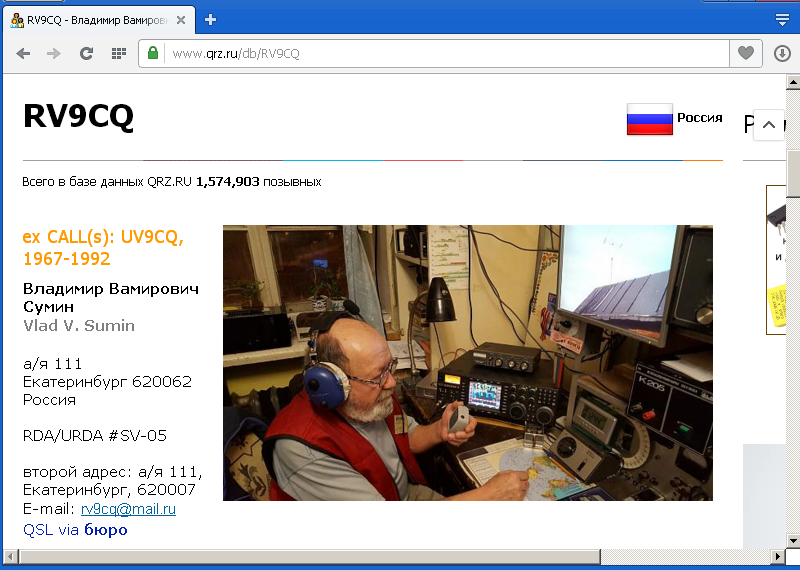 RV9CQ - Владимир Вамирови
www.qrz.ru/db/RV9CQ
RV9CQ
Россия
Всего в базе данных QRZ.RU 1,574,903 позывных
ex CALL(s): UV9CQ,
1967-1992
Владимир Вамирович
Сумин
Vlad V. Sumin
а/я 111
Екатеринбург 620062
Россия
RDA/URDA #SV-05
второй адрес: а/я 111,
Екатеринбург, 620007
E-mail: rv9cq@mail.ru
QSL via бюро
К205